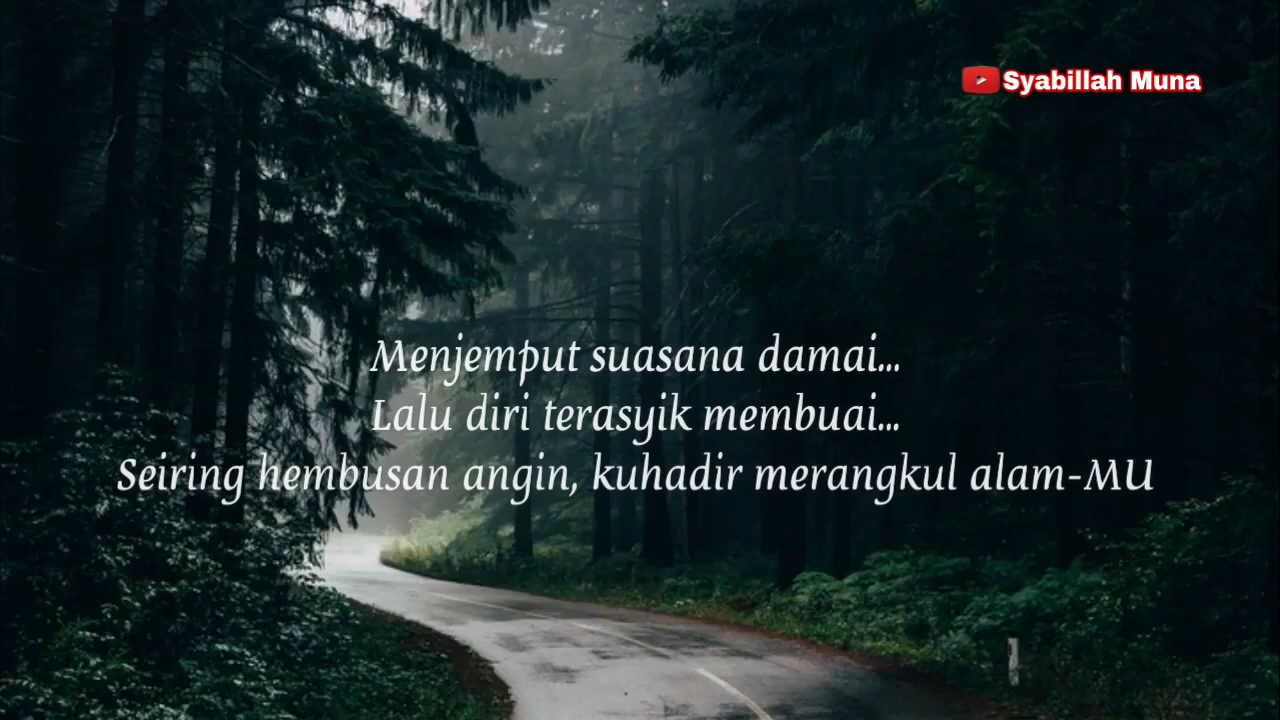 Syabillah Muna
Menjemput suasana damai...
Lalu diri terasyik membuai...
Seiring hembusan angin, kuhadir merangkul alam-MU